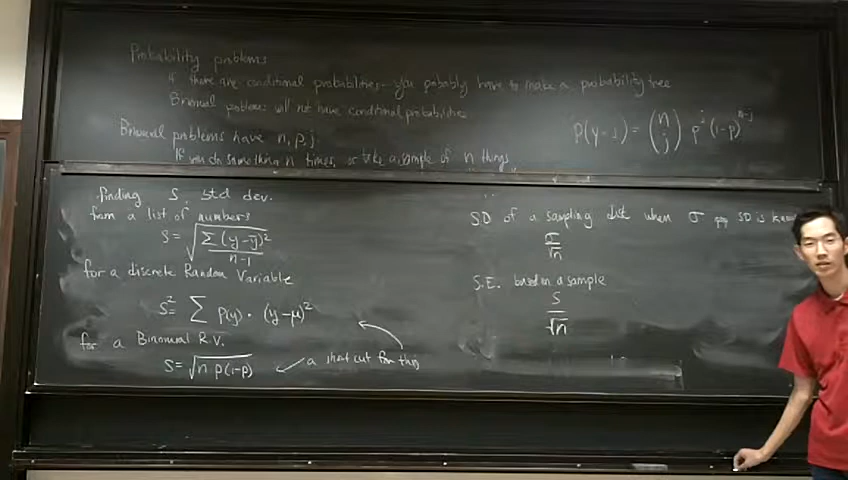 Probability problems
If there are conditional probabilities - you probably have to make a probability tree
Binomial problems will not have conditional probabilities
Binomial problems have n, p, j.
If you do something n times, or take a sample of n things
P(y = j) = (n j) p^j (1-p)^n-j
finding S, Std dev.
from a list of numbers
S = √(Σ(y-ȳ)²/(n-1))
for a discrete Random Variable
S² = Σ p(y) · (y-μ)²
for a Binomial R.V.
S = √(n p(1-p))
a short cut for this
S.D of a sampling dist when σ pop SD is know
σ/√n
S.E. based on a sample
S/√n